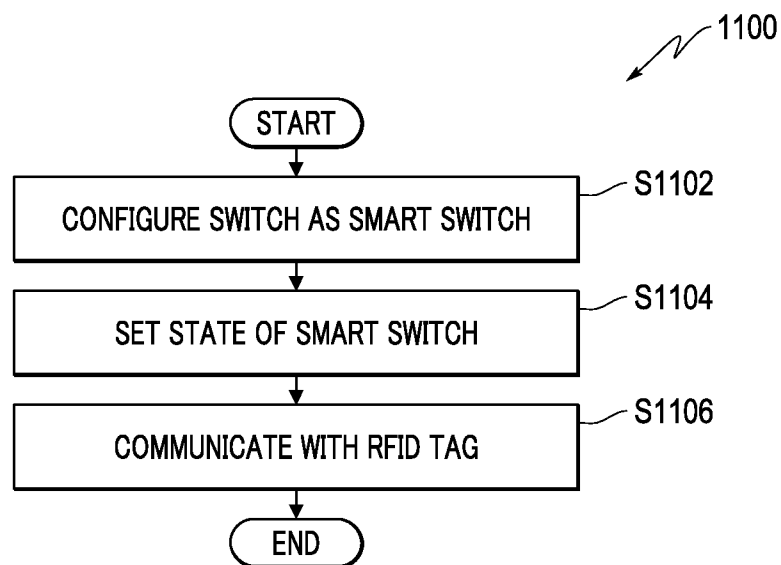 1100
START
CONFIGURE SWITCH AS SMART SWITCH
S1102
SET STATE OF SMART SWITCH
S1104
COMMUNICATE WITH RFID TAG
S1106
END